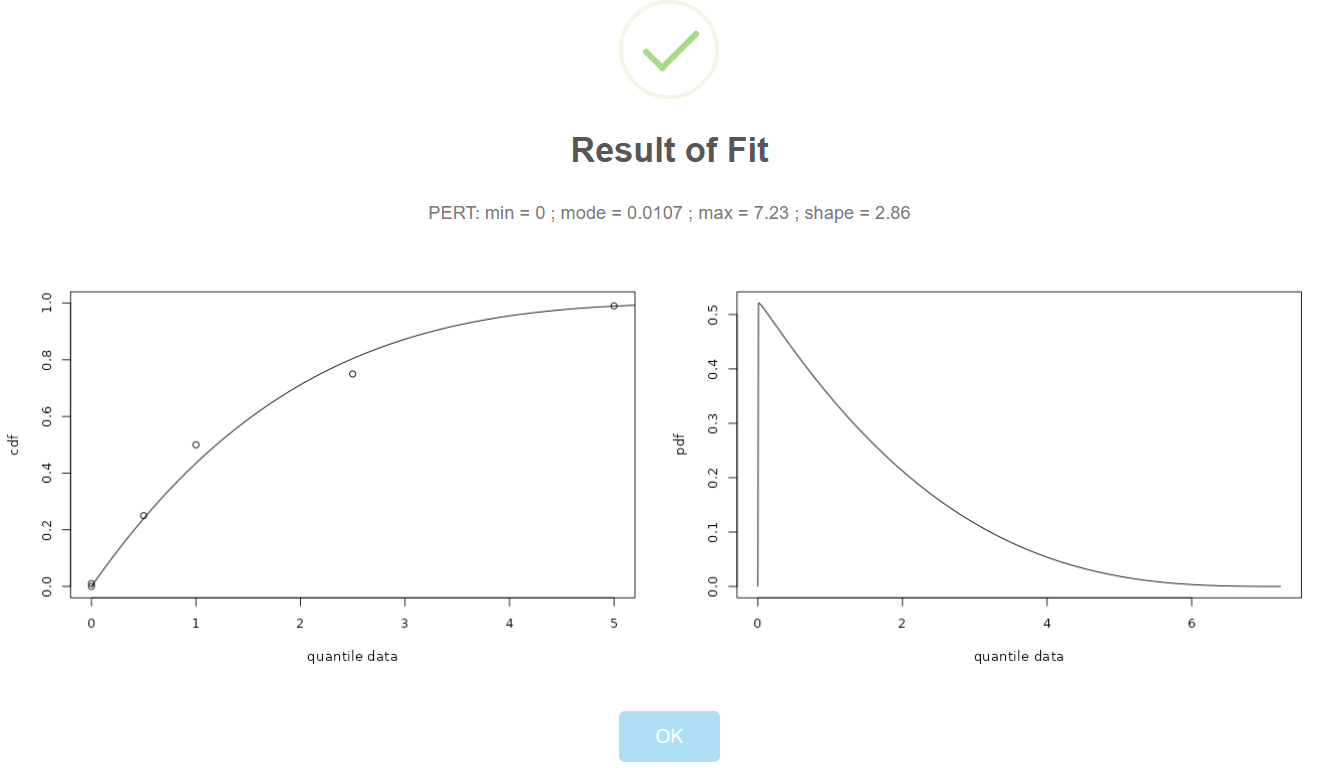 Result of Fit
PERT: min = 0 ; mode = 0.0107 ; max = 7.23 ; shape = 2.86
cdf
0.0 0.2 0.4 0.6 0.8 1.0
0 1 2 3 4 5
quantile data
pdf
0.0 0.1 0.2 0.3 0.4 0.5
0 2 4 6
quantile data
OK